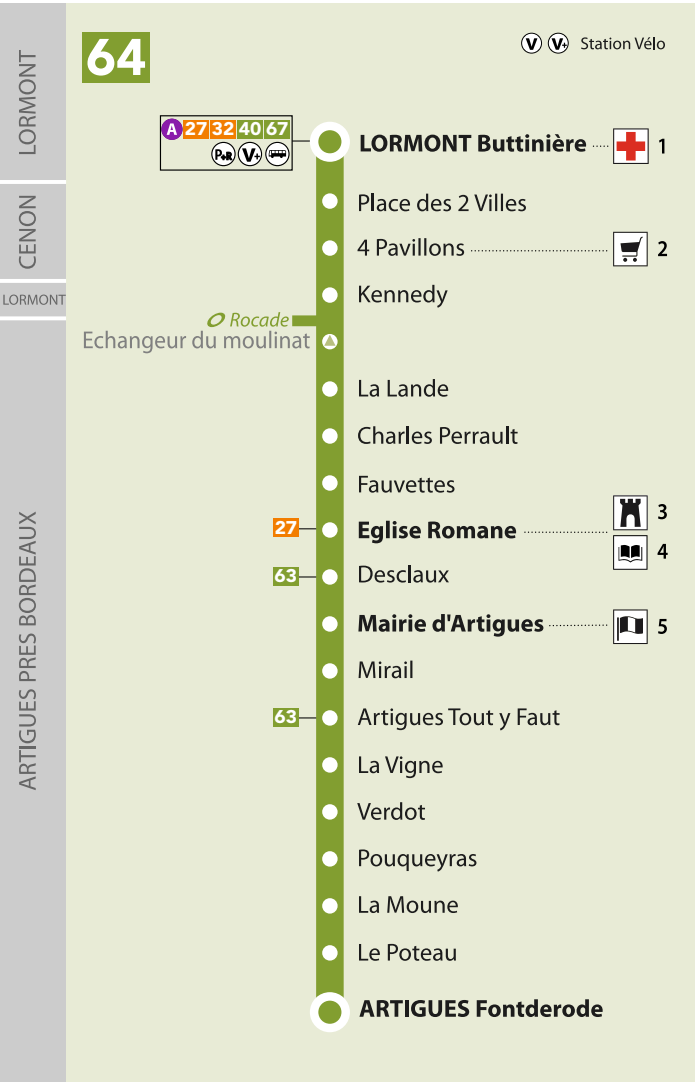 64
V V+ Station Vélo
LORMONT
CENON
LORMONT
ARTIGUES PRES BORDEAUX
A 27 32 40 67
P+R V+
LORMONT Buttinière 1
Place des 2 Villes
4 Pavillons 2
Kennedy
Rocade
Echangeur du moulinat
La Lande
Charles Perrault
Fauvettes
27 Eglise Romane 3
4
63 Desclaux
Mairie d'Artigues 5
Mirail
63 Artigues Tout y Faut
La Vigne
Verdot
Pouqueyras
La Moune
Le Poteau
ARTIGUES Fontderode